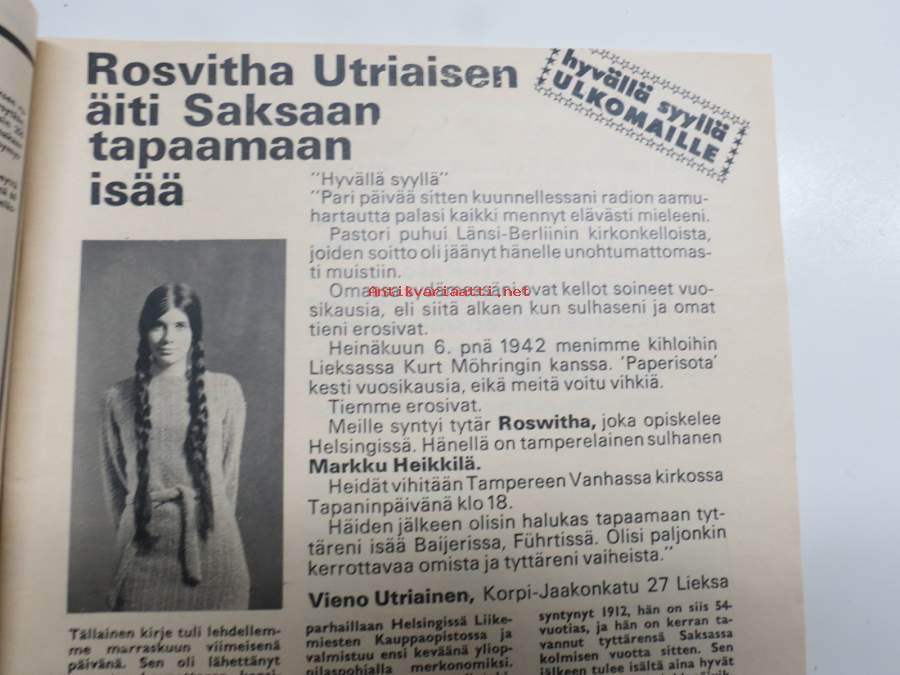 Rosvitha Utriaisen
äiti Saksaan
tapaamaan
isää
hyvällä syyllä
ULKOMAILLE
"Hyvällä syyllä"
"Pari päivää sitten kuunnellessani radion aamu-
hartautta palasi kaikki mennyt elävästi mieleeni.
Pastori puhui Länsi-Berliinin kirkonkelloista,
joiden soitto oli jäänyt hänelle unohtumattomas-
ti muistiin.
ovat kellot soineet vuo-
Antikvariaatti.net
sikausia, eli siitä alkaen kun sulhaseni ja omat
tieni erosivat.
Heinäkuun 6. pnä 1942 menimme kihloihin
Lieksassa Kurt Möhringin kanssa. 'Paperisota'
kesti vuosikausia, eikä meitä voitu vihkiä.
Tiemme erosivat.
Meille syntyi tytär Roswitha, joka opiskelee
Helsingissä. Hänellä on tamperelainen sulhanen
Markku Heikkilä.
Heidät vihitään Tampereen Vanhassa kirkossa
Tapaninpäivänä klo 18.
Häiden jälkeen olisin halukas tapaamaan tyt-
täreni isää Baijerissa, Führtissä. Olisi paljonkin
kerrottavaa omista ja tyttäreni vaiheista."
Vieno Utriainen, Korpi-Jaakonkatu 27 Lieksa
Tällainen kirje tuli lehdellem-
me marraskuun viimeisenä
päivänä. Sen oli lähettänyt
parhaillaan Helsingissä Liike-
miesten Kauppaopistossa ja
valmistuu ensi keväänä yliop-
pilaspohjalla merkonomiksi.
syntynyt 1912, hän on siis 54-
vuotias, ja hän on kerran ta-
vannut tyttärensä Saksassa
kolmisen vuotta sitten. Sen
jälkeen tulee isältä aina hyvät